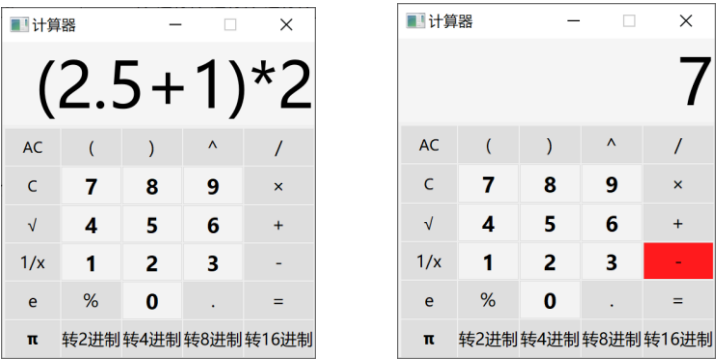 计算器
(2.5+1)*2
AC ( ) ^ /
C 7 8 9 ×
√ 4 5 6 +
1/x 1 2 3 -
e % 0 . =
π 转2进制 转4进制 转8进制 转16进制
计算器
7
AC ( ) ^ /
C 7 8 9 ×
√ 4 5 6 +
1/x 1 2 3 -
e % 0 . =
π 转2进制 转4进制 转8进制 转16进制